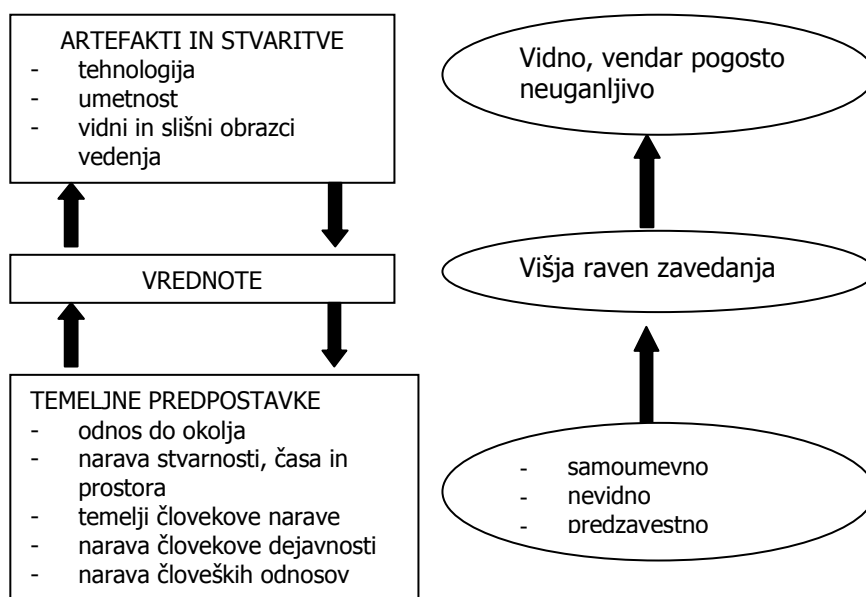 ARTEFAKTI IN STVARITVE
- tehnologija
- umetnost
- vidni in slišni obrazci
vedenja
Vidno, vendar pogosto
neuganljivo
VREDNOTE
Višja raven zavedanja
TEMELJNE PREDPOSTAVKE
- odnos do okolja
- narava stvarnosti, časa in
prostora
- temelji človekove narave
- narava človekove dejavnosti
- narava človeških odnosov
- samoumevno
- nevidno
- predzavestno